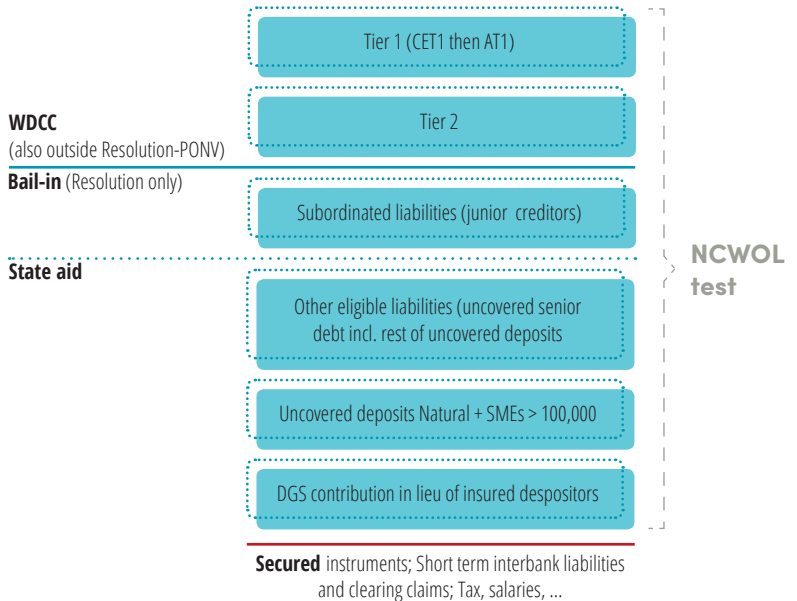 Tier 1 (CET1 then AT1)
Tier 2
WDCC
(also outside Resolution-PONV)
Bail-in (Resolution only)
Subordinated liabilities (junior creditors)
State aid
NCWOL
test
Other eligible liabilities (uncovered senior
debt incl. rest of uncovered deposits
Uncovered deposits Natural + SMEs > 100,000
DGS contribution in lieu of insured despositors
Secured instruments; Short term interbank liabilities
and clearing claims; Tax, salaries, ...